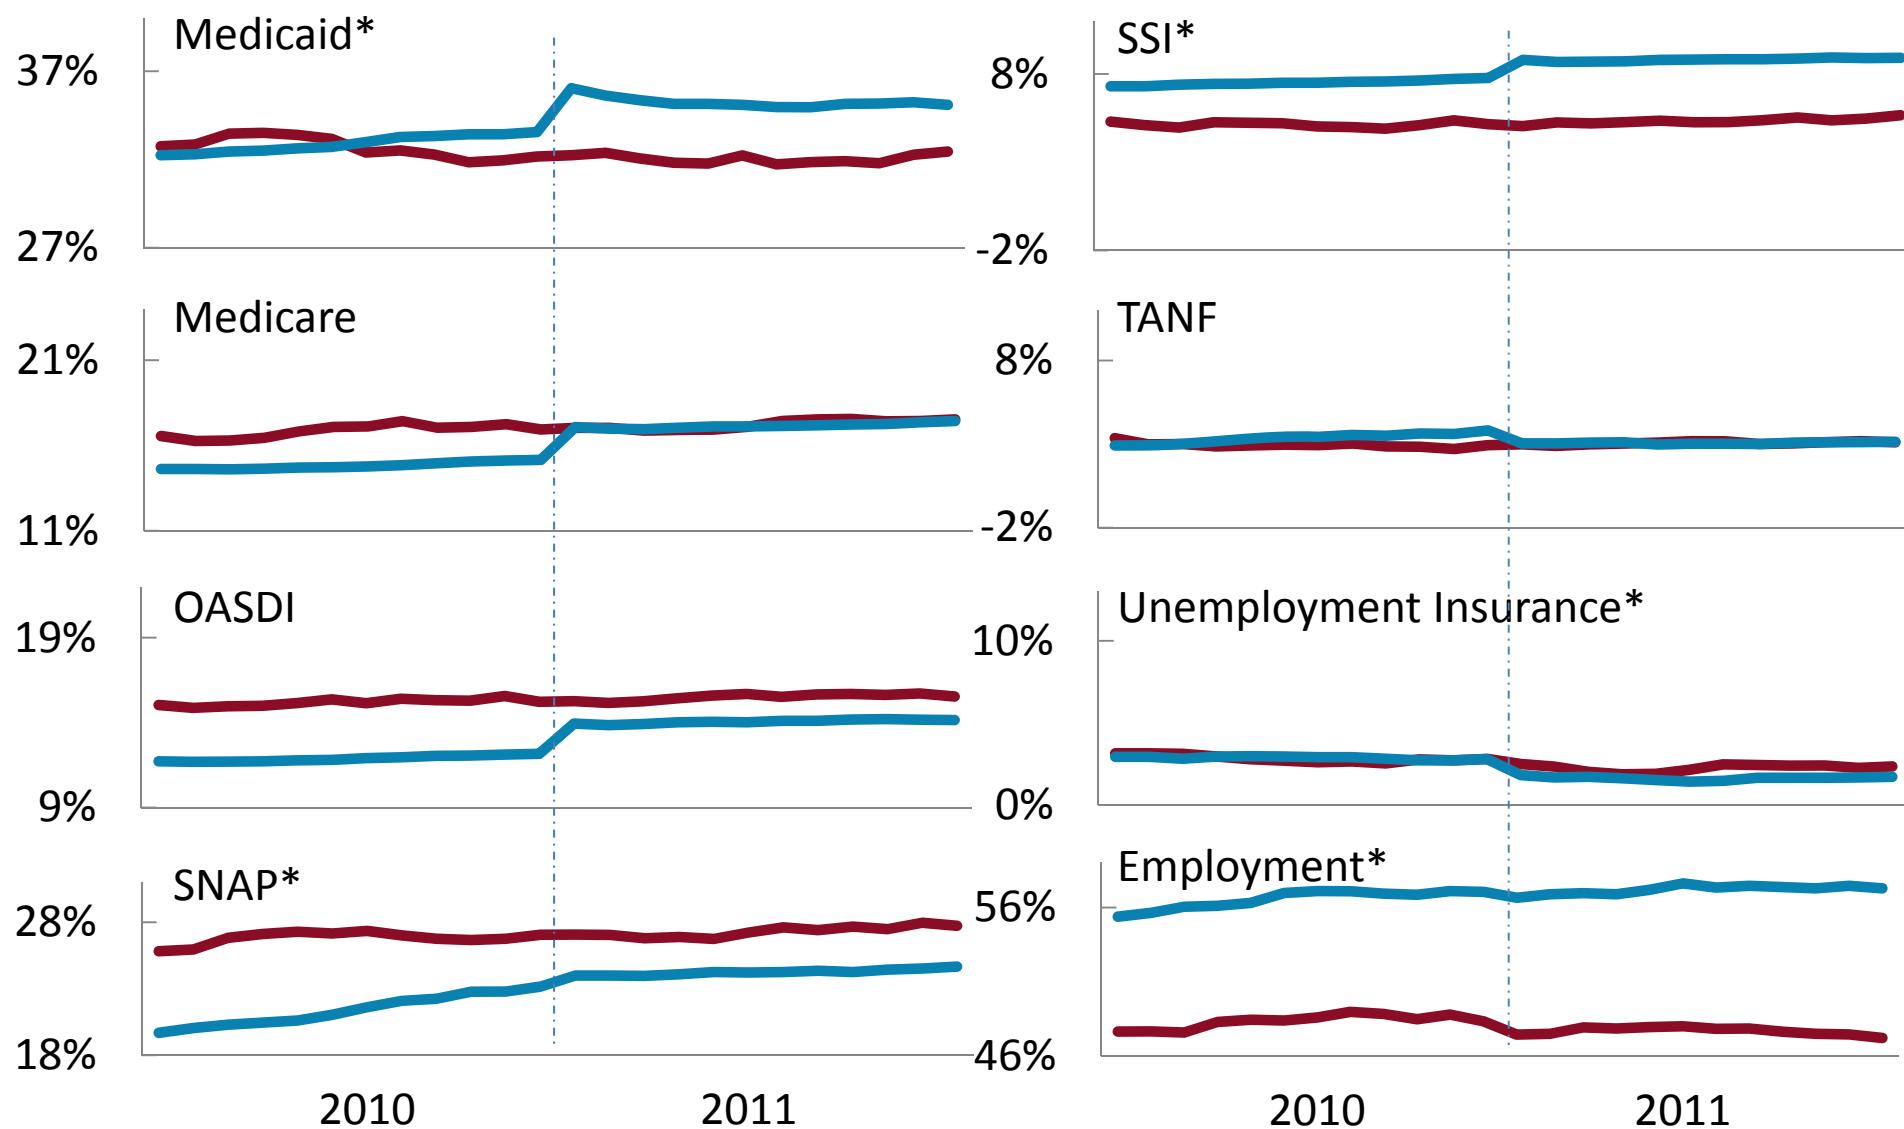 Medicaid*
37%
27%
Medicare
21%
11%
OASDI
19%
9%
SNAP*
28%
18%
2010 2011
SSI*
8%
-2%
TANF
8%
-2%
Unemployment Insurance*
10%
0%
Employment*
56%
46%
2010 2011